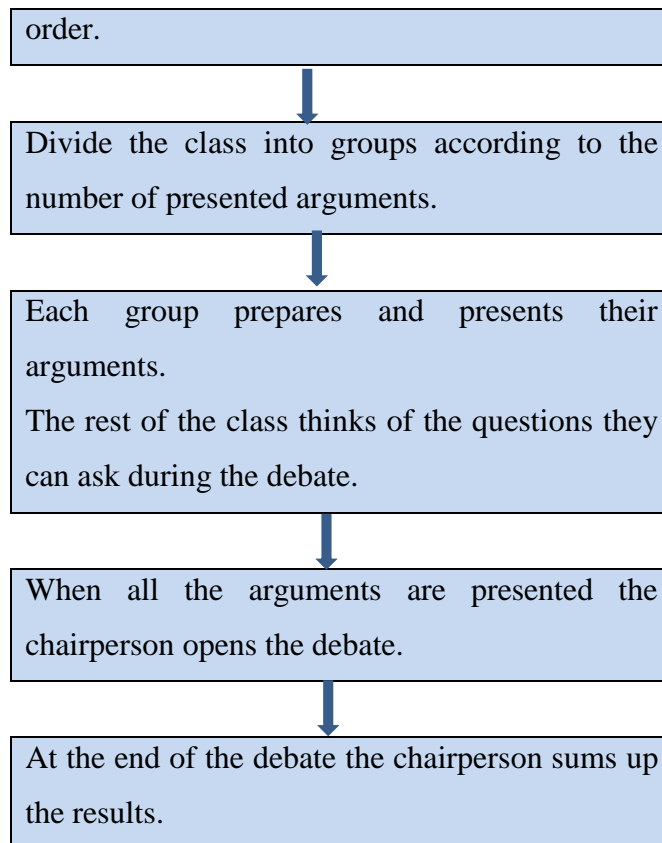 order.
Divide the class into groups according to the
number of presented arguments.
Each group prepares and presents their
arguments.
The rest of the class thinks of the questions they
can ask during the debate.
When all the arguments are presented the
chairperson opens the debate.
At the end of the debate the chairperson sums up
the results.